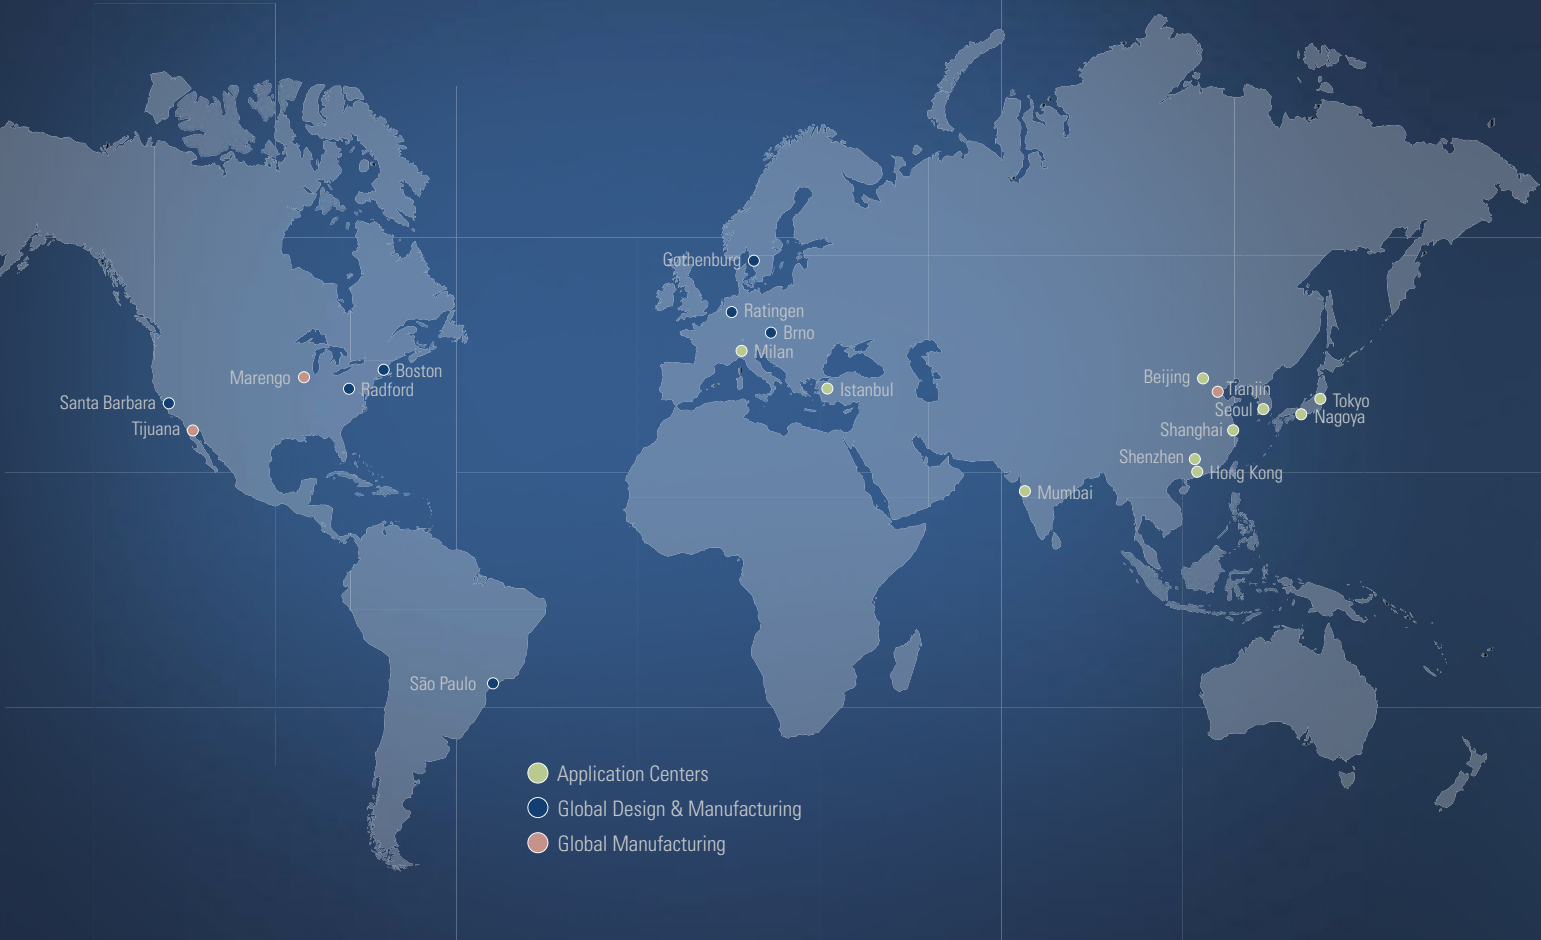 Gothenburg
Ratingen
Brno
Milan
Istanbul
Boston
Marengo
Radford
Santa Barbara
Tijuana
Beijing
Tianjin
Seoul
Tokyo
Nagoya
Shanghai
Shenzhen
Hong Kong
Mumbai
São Paulo
Application Centers
Global Design & Manufacturing
Global Manufacturing